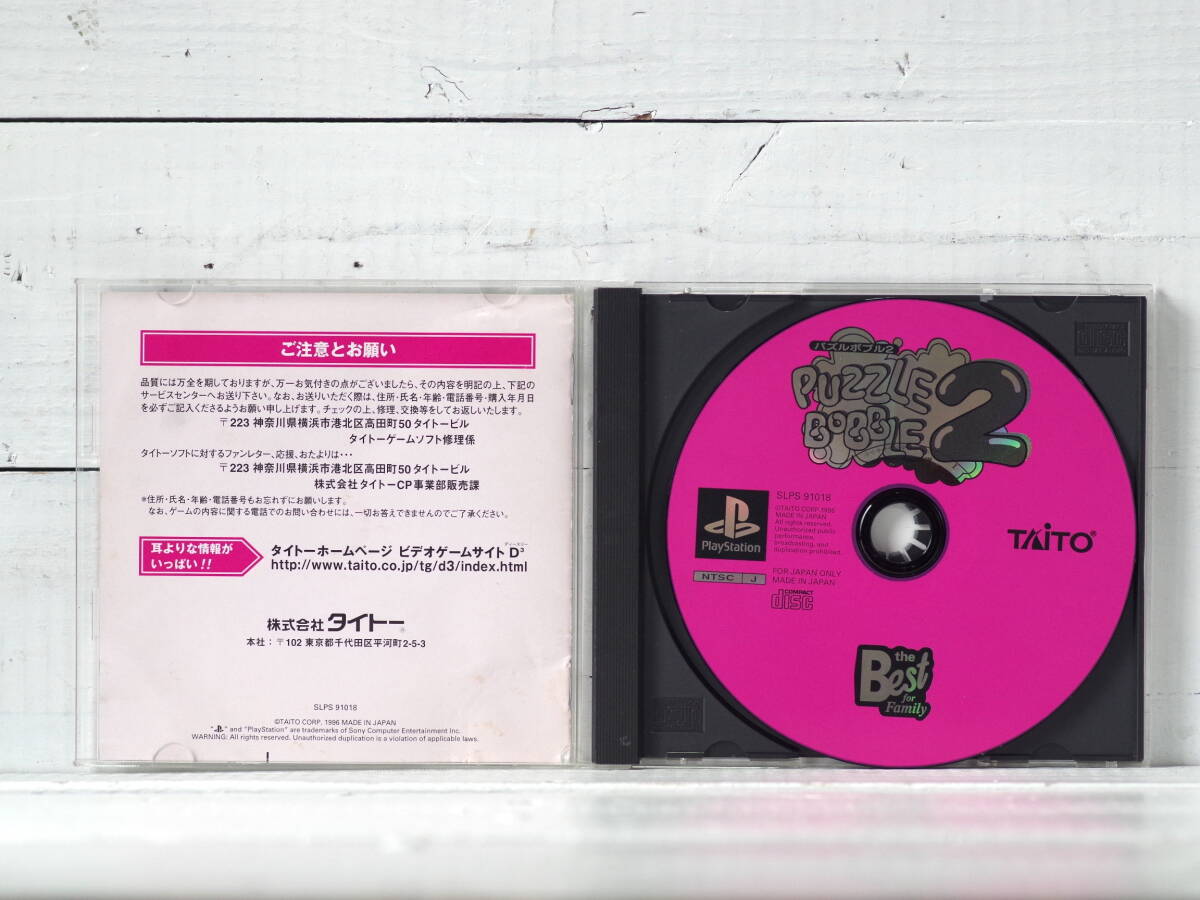 ご注意とお願い
品質には万全を期しておりますが、万一お気付きの点がございましたら、その内容を明記の上、下記の
サービスセンターへお送り下さい。なお、お送りいただく際は、住所・氏名・年齢・電話番号・購入年月日
を必ずご記入くださるようお願い申し上げます。チェックの上、修理、交換等をしてお返しいたします。
〒223 神奈川県横浜市港北区高田町50 タイトービル
タイトーゲームソフト修理係
タイトーソフトに対するファンレター、応援、おたよりは・・・
〒223 神奈川県横浜市港北区高田町50 タイトービル
株式会社タイトーCP事業部販売課
*住所・氏名・年齢・電話番号もお忘れずにお願いします。
なお、ゲームの内容に関する電話でのお問い合わせには、一切お答えできませんのでご了承ください。
耳よりな情報が
いっぱい!!
ディースリー
タイトーホームページ ビデオゲームサイト D³
http://www.taito.co.jp/tg/d3/index.html
株式会社 タイトー®
本社：〒102 東京都千代田区平河町2-5-3
SLPS 91018
©TAITO CORP. 1996 MADE IN JAPAN
" " and "PlayStation" are trademarks of Sony Computer Entertainment Inc.
WARNING: All rights reserved. Unauthorized duplication is a violation of applicable laws.
パズルボブル2
PUZZLE
BOBBLE
2
SLPS 91018
©TAITO CORP.1996
MADE IN JAPAN
All rights reserved.
Unauthorized public
performance,
broadcasting, and
duplication prohibited.
PlayStation
NTSC J
FOR JAPAN ONLY
MADE IN JAPAN
COMPACT
disc
TAITO®
the
Best
for
Family